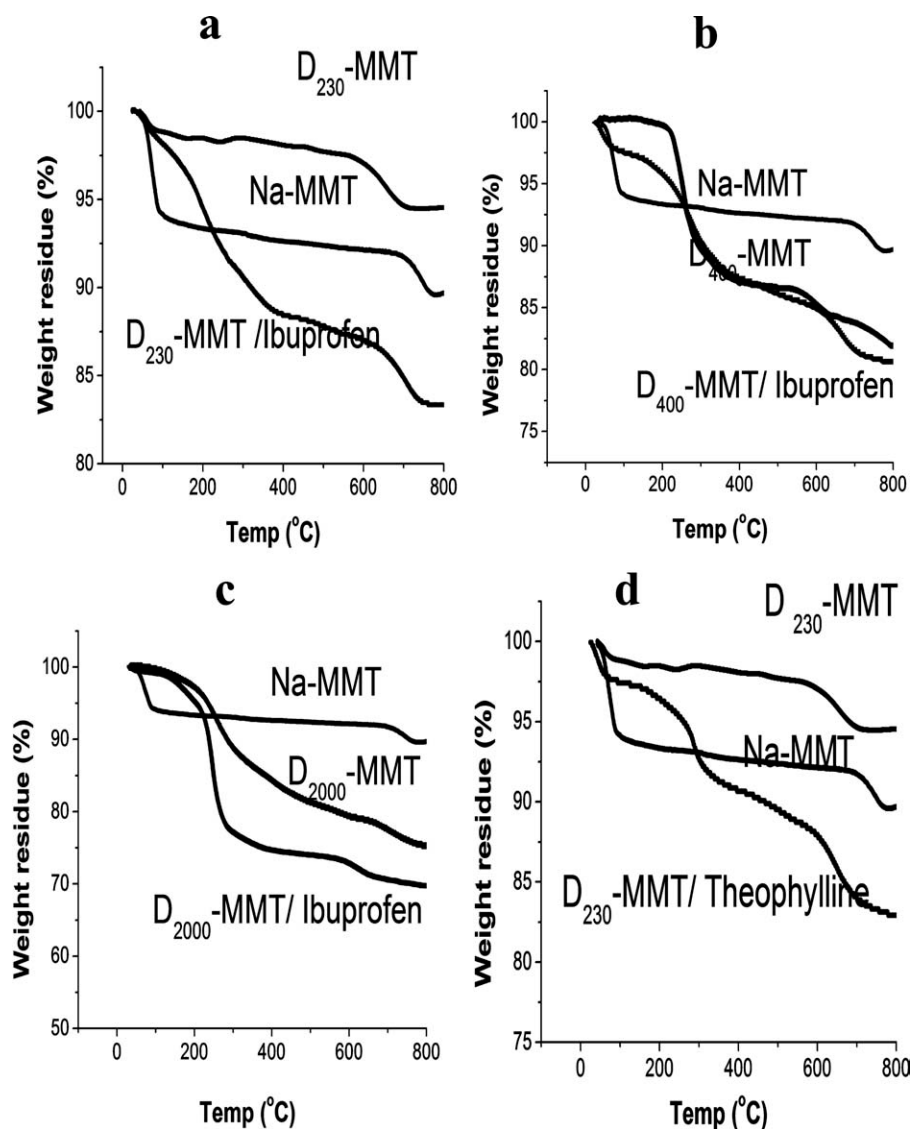 a
D₂₃₀-MMT
Na-MMT
D₂₃₀-MMT /Ibuprofen
Weight residue (%)
100
95
90
85
80
0 200 400 600 800
Temp (°C)
b
Na-MMT
D₄₀₀-MMT
D₄₀₀-MMT/ Ibuprofen
Weight residue (%)
100
95
90
85
80
75
0 200 400 600 800
Temp (°C)
c
Na-MMT
D₂₀₀₀-MMT
D₂₀₀₀-MMT/ Ibuprofen
Weight residue (%)
100
90
80
70
60
50
0 200 400 600 800
Temp (°C)
d
D ₂₃₀-MMT
Na-MMT
D₂₃₀-MMT/ Theophylline
Weight residue (%)
100
95
90
85
80
75
0 200 400 600 800
Temp (°C)